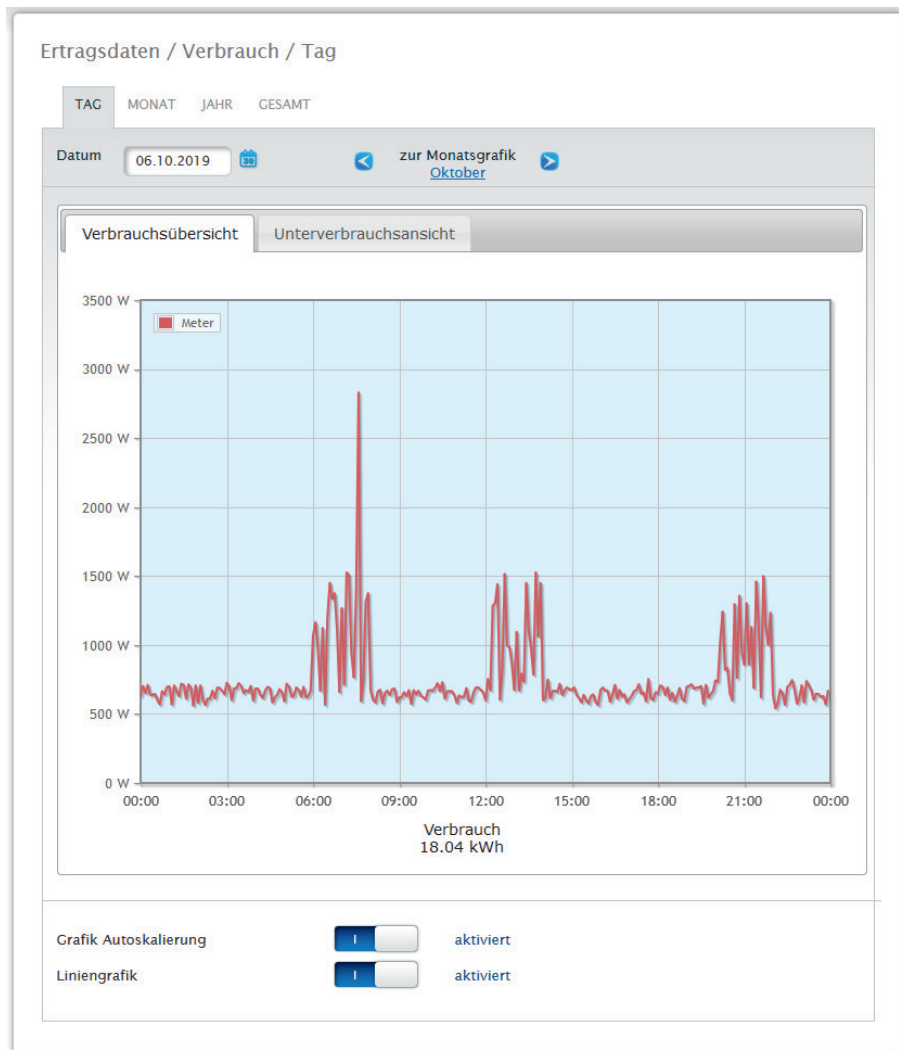 Ertragsdaten / Verbrauch / Tag
TAG MONAT JAHR GESAMT
Datum 06.10.2019 30 zur Monatsgrafik
Oktober
Verbrauchsübersicht Unterverbrauchsansicht
3500 W
Meter
3000 W
2500 W
2000 W
1500 W
1000 W
500 W
0 W
00:00 03:00 06:00 09:00 12:00 15:00 18:00 21:00 00:00
Verbrauch
18.04 kWh
Grafik Autoskalierung I aktiviert
Liniengrafik I aktiviert